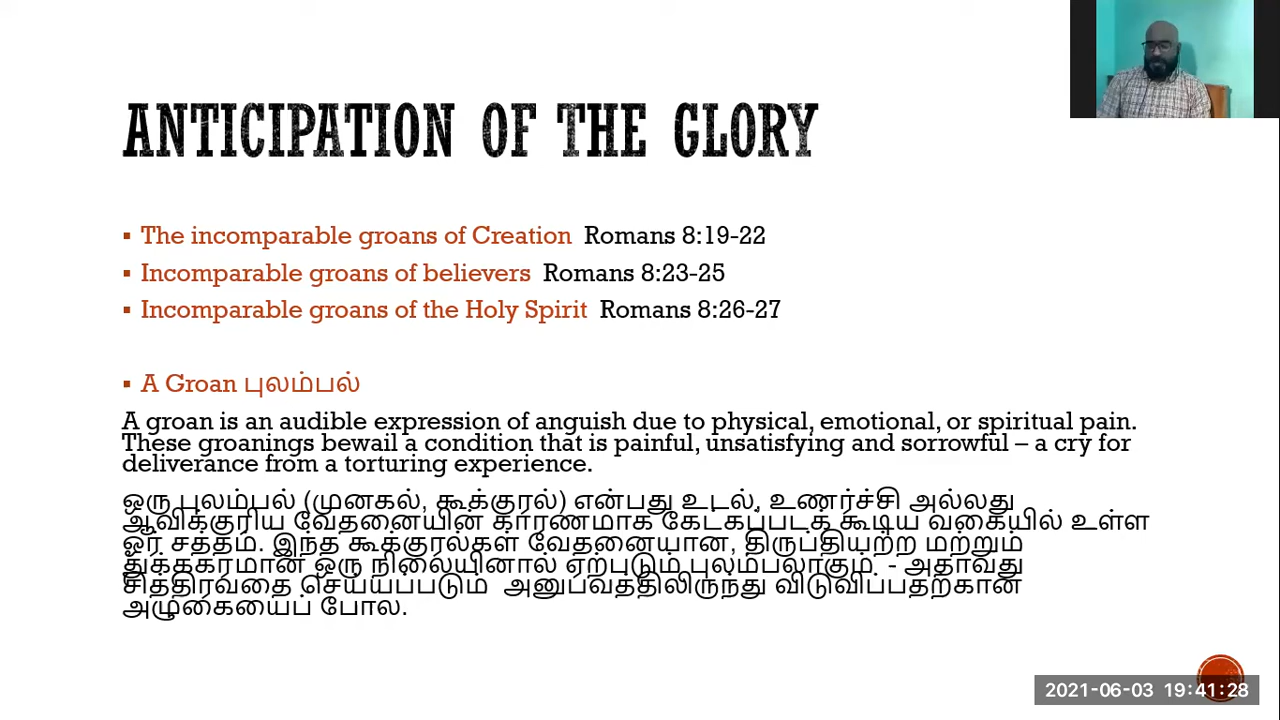 ANTICIPATION OF THE GLORY
▪ The incomparable groans of Creation Romans 8:19-22
▪ Incomparable groans of believers Romans 8:23-25
▪ Incomparable groans of the Holy Spirit Romans 8:26-27
▪ A Groan புலம்பல்
A groan is an audible expression of anguish due to physical, emotional, or spiritual pain.
These groanings bewail a condition that is painful, unsatisfying and sorrowful – a cry for
deliverance from a torturing experience.
ஒரு புலம்பல் (முனகல், கூக்குரல்) என்பது உடல், உணர்ச்சி அல்லது
ஆவிக்குரிய வேதனையின் காரணமாக கேட்கப்படக் கூடிய வகையில் உள்ள
ஓர் சத்தம். இந்த கூக்குரல்கள் வேதனையான, திருப்தியற்ற மற்றும்
துக்ககரமான ஒரு நிலையினால் ஏற்படும் புலம்பலாகும் - அதாவது
சித்திரவதை செய்யப்படும் அனுபவத்திலிருந்து விடுவிப்பதற்கான
அழுகையைப் போல.
2021-06-03 19:41:28